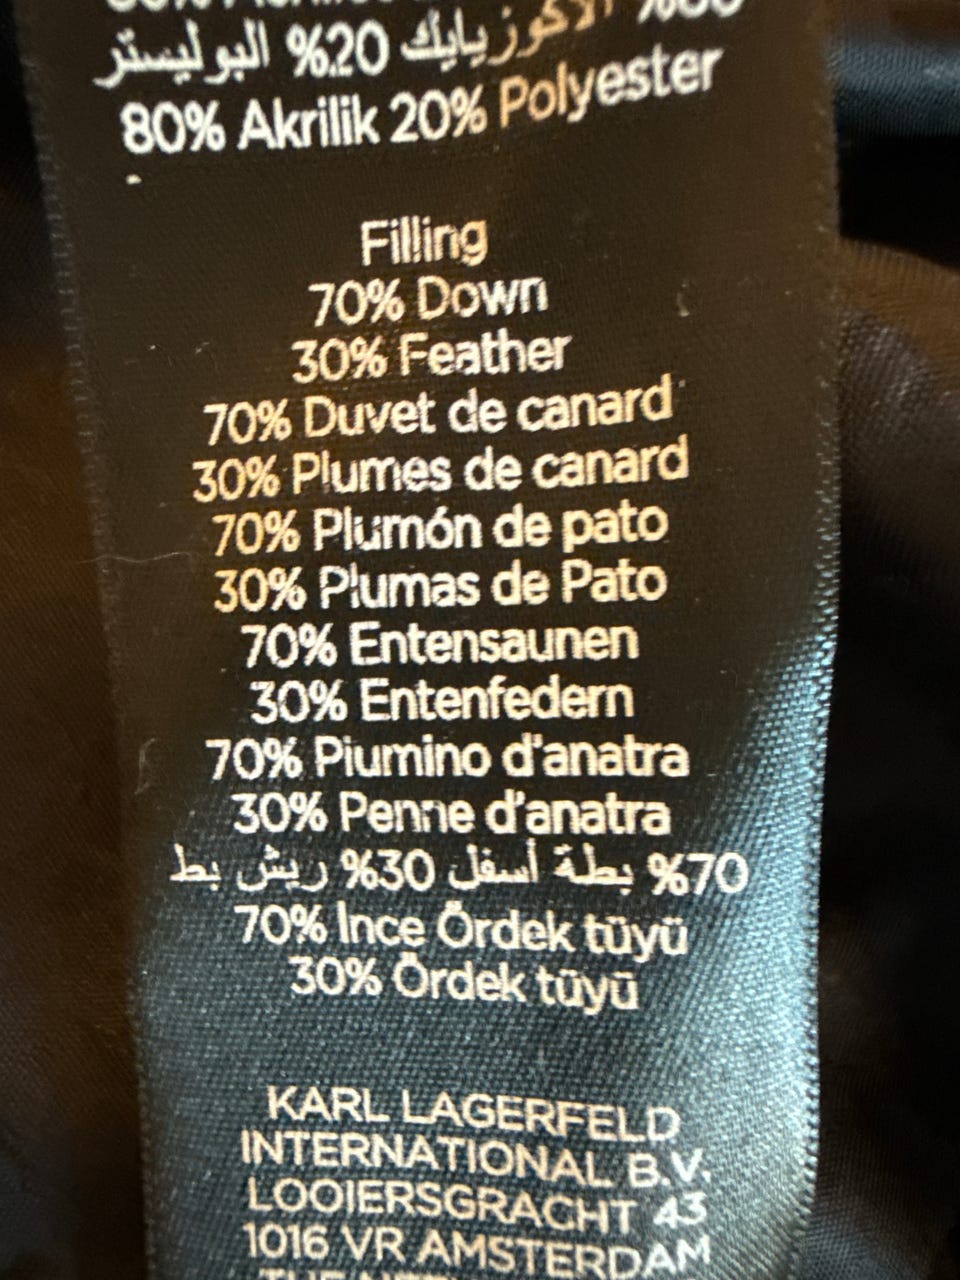 %20 البوليستر
80% Akrilik 20% Polyester
Filling
70% Down
30% Feather
70% Duvet de canard
30% Plumes de canard
70% Plumón de pato
30% Plumas de Pato
70% Entensaunen
30% Entenfedern
70% Piumino d'anatra
30% Penne d'anatra
%70 بطة أسفل %30 ريش بط
70% Ince Ördek tüyü
30% Ördek tüyü
KARL LAGERFELD
INTERNATIONAL B.V.
LOOIERSGRACHT 43
1016 VR AMSTERDAM